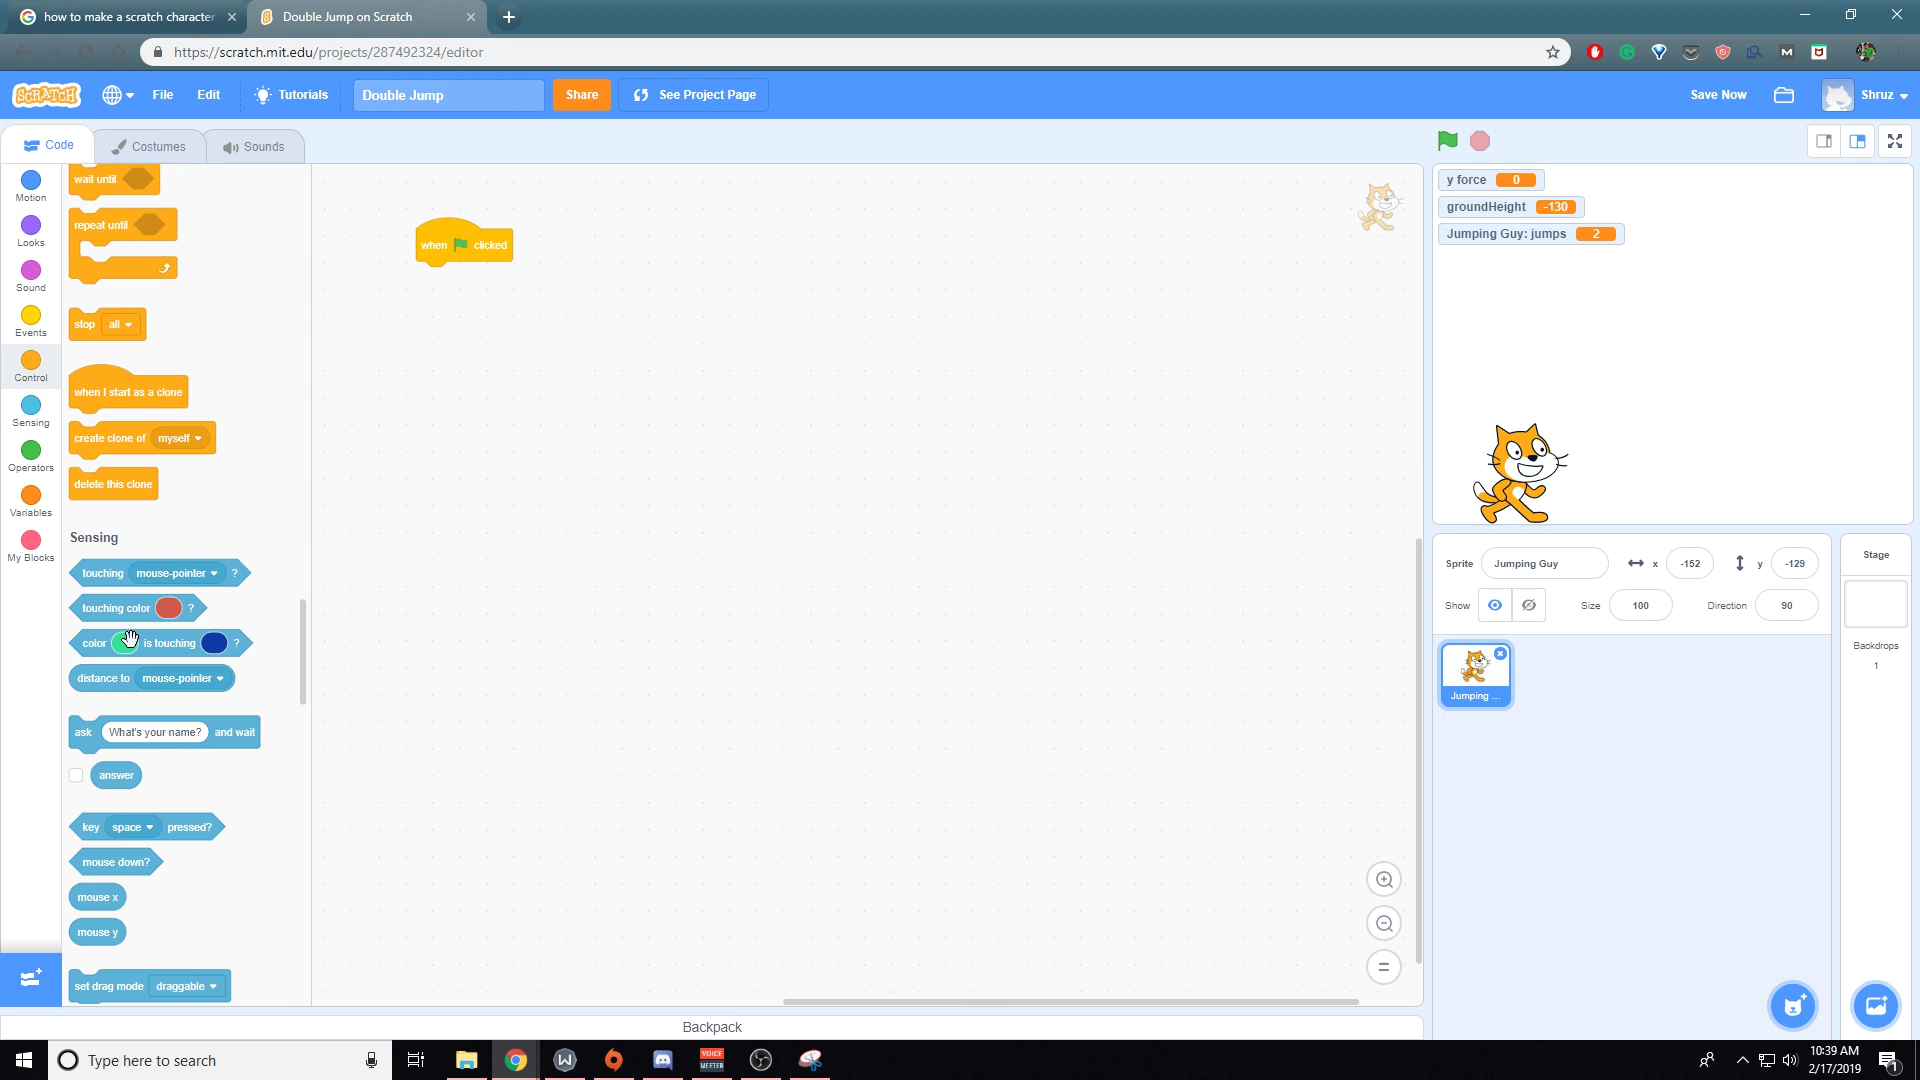 how to make a scratch character
Double Jump on Scratch
https://scratch.mit.edu/projects/287492324/editor
SCRATCH
File
Edit
Tutorials
Double Jump
Share
See Project Page
Save Now
Shruz
Code
Costumes
Sounds
Motion
Looks
Sound
Events
Control
Sensing
Operators
Variables
My Blocks
wait until
repeat until
stop all
when I start as a clone
create clone of myself
delete this clone
Sensing
touching mouse-pointer ?
touching color ?
color is touching ?
distance to mouse-pointer
ask What's your name? and wait
answer
key space pressed?
mouse down?
mouse x
mouse y
set drag mode draggable
when clicked
y force 0
groundHeight -130
Jumping Guy: jumps 2
Sprite Jumping Guy x -152 y -129
Show Size 100 Direction 90
Jumping ...
Stage
Backdrops
1
Backpack
Type here to search
VOICE
MEETER
10:39 AM
2/17/2019
1